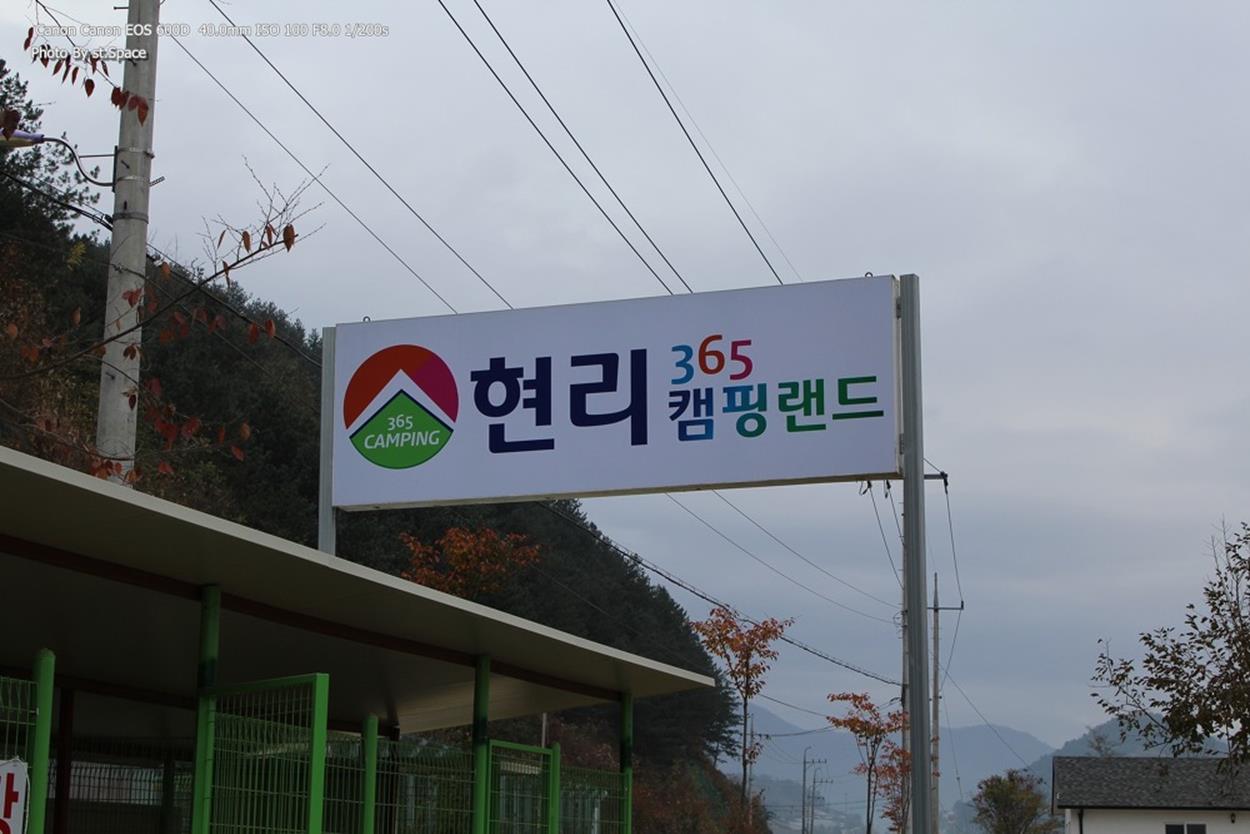 Canon Canon EOS 600D 40.0mm ISO 100 F8.0 1/200s
Photo By st.Space
365
CAMPING
현리
365
캠핑랜드